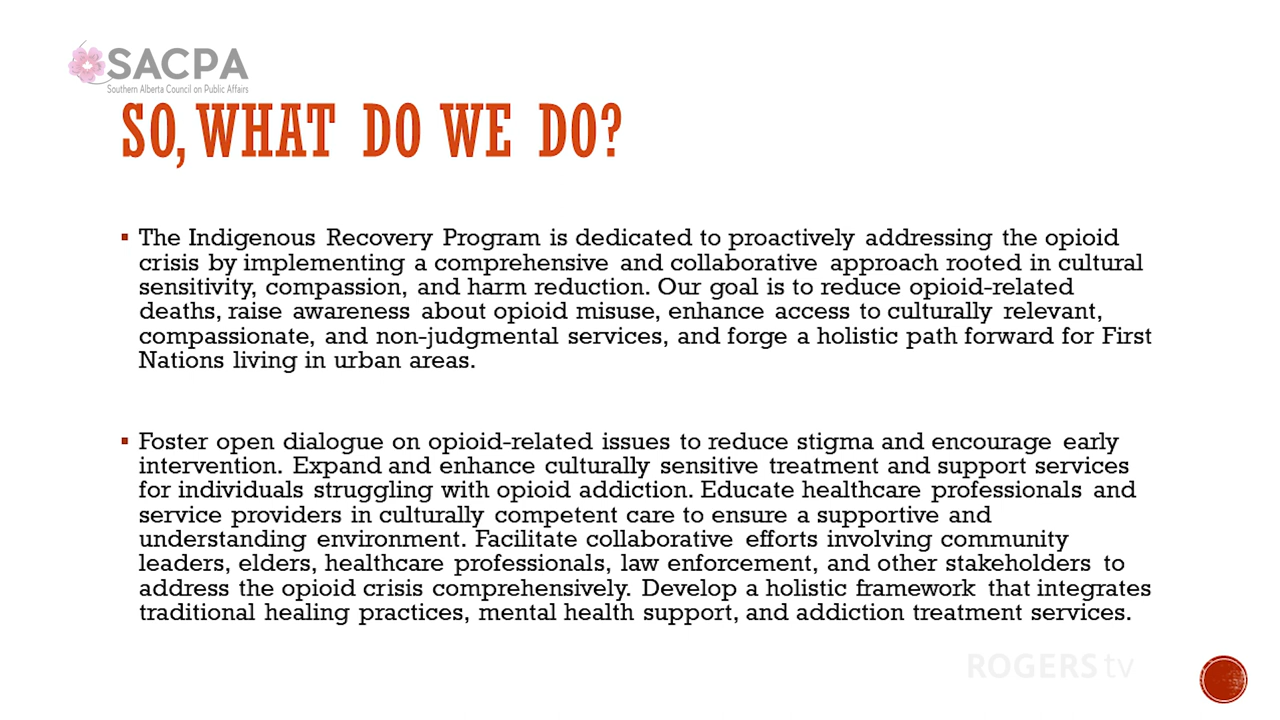 SACPA
Southern Alberta Council on Public Affairs
SO, WHAT DO WE DO?
▪ The Indigenous Recovery Program is dedicated to proactively addressing the opioid
crisis by implementing a comprehensive and collaborative approach rooted in cultural
sensitivity, compassion, and harm reduction. Our goal is to reduce opioid-related
deaths, raise awareness about opioid misuse, enhance access to culturally relevant,
compassionate, and non-judgmental services, and forge a holistic path forward for First
Nations living in urban areas.
▪ Foster open dialogue on opioid-related issues to reduce stigma and encourage early
intervention. Expand and enhance culturally sensitive treatment and support services
for individuals struggling with opioid addiction. Educate healthcare professionals and
service providers in culturally competent care to ensure a supportive and
understanding environment. Facilitate collaborative efforts involving community
leaders, elders, healthcare professionals, law enforcement, and other stakeholders to
address the opioid crisis comprehensively. Develop a holistic framework that integrates
traditional healing practices, mental health support, and addiction treatment services.
ROGERS tv